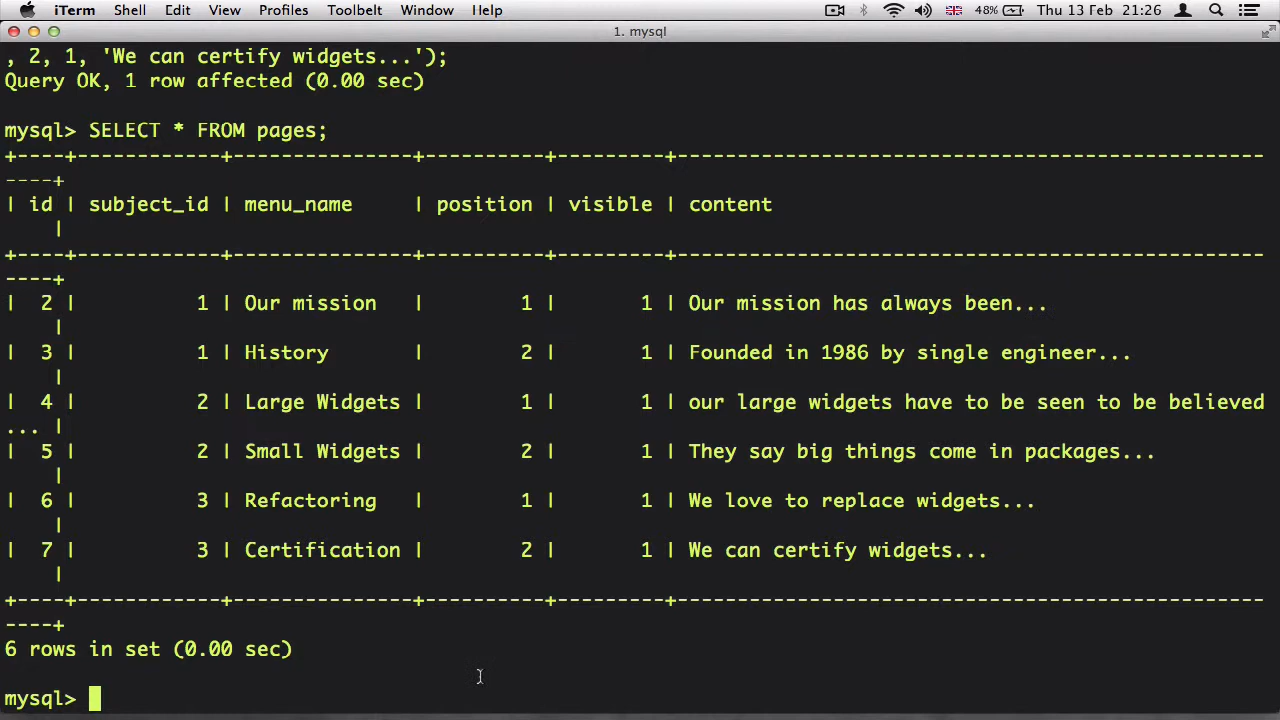 iTerm Shell Edit View Profiles Toolbelt Window Help 48% Thu 13 Feb 21:26
1. mysql
, 2, 1, 'We can certify widgets...');
Query OK, 1 row affected (0.00 sec)
mysql> SELECT * FROM pages;
+----+------------+---------------+----------+---------+-------------------------------------------------
----+
| id | subject_id | menu_name     | position | visible | content
    |
+----+------------+---------------+----------+---------+-------------------------------------------------
----+
|  2 |          1 | Our mission   |        1 |       1 | Our mission has always been...
    |
|  3 |          1 | History       |        2 |       1 | Founded in 1986 by single engineer...
    |
|  4 |          2 | Large Widgets |        1 |       1 | our large widgets have to be seen to be believed
... |
|  5 |          2 | Small Widgets |        2 |       1 | They say big things come in packages...
    |
|  6 |          3 | Refactoring   |        1 |       1 | We love to replace widgets...
    |
|  7 |          3 | Certification |        2 |       1 | We can certify widgets...
    |
+----+------------+---------------+----------+---------+-------------------------------------------------
----+
6 rows in set (0.00 sec)
mysql>